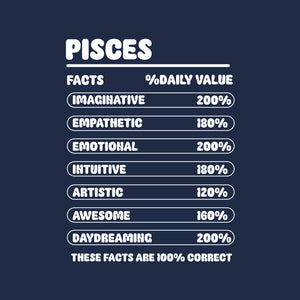 PISCES
FACTS %DAILY VALUE
IMAGINATIVE 200%
EMPATHETIC 180%
EMOTIONAL 200%
INTUITIVE 180%
ARTISTIC 120%
AWESOME 160%
DAYDREAMING 200%
THESE FACTS ARE 100% CORRECT